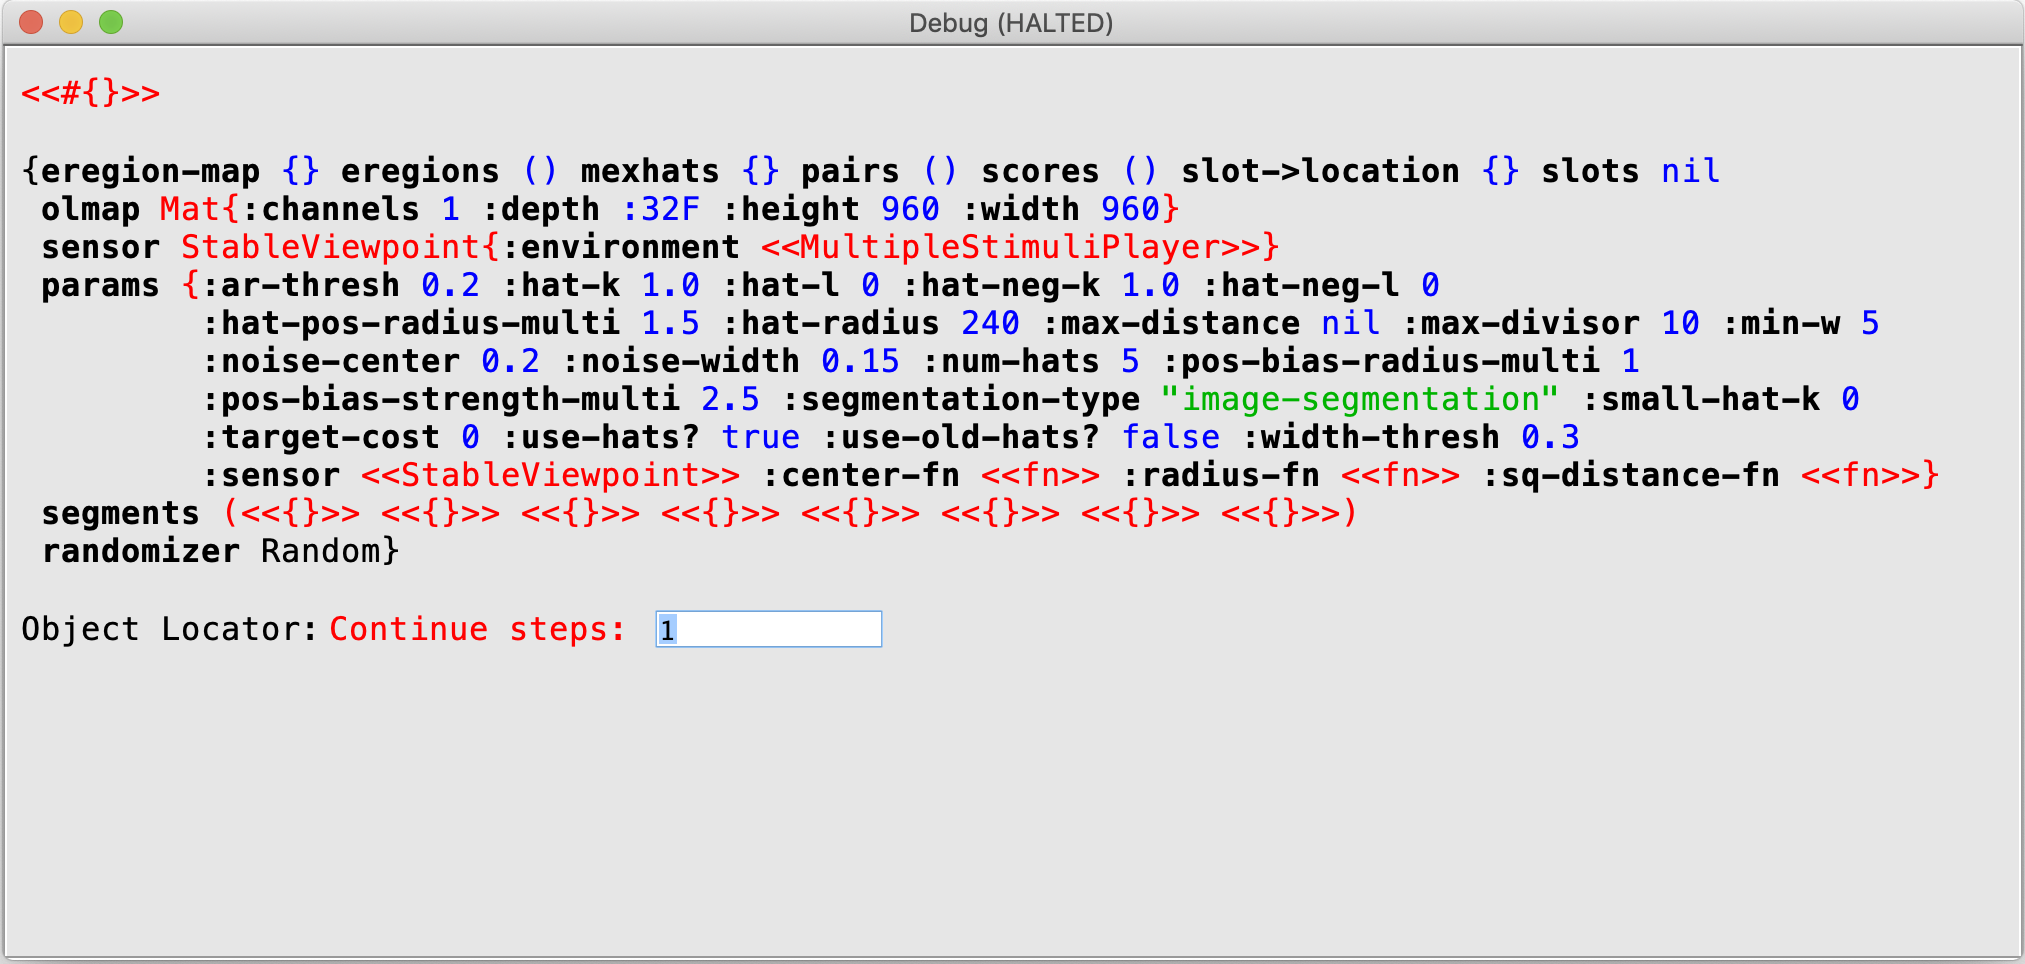 Debug (HALTED)
<<#{}>>
{eregion-map {} eregions () mexhats {} pairs () scores () slot->location {} slots nil
olmap Mat{:channels 1 :depth :32F :height 960 :width 960}
sensor StableViewpoint{:environment <<MultipleStimuliPlayer>>}
params {:ar-thresh 0.2 :hat-k 1.0 :hat-l 0 :hat-neg-k 1.0 :hat-neg-l 0
:hat-pos-radius-multi 1.5 :hat-radius 240 :max-distance nil :max-divisor 10 :min-w 5
:noise-center 0.2 :noise-width 0.15 :num-hats 5 :pos-bias-radius-multi 1
:pos-bias-strength-multi 2.5 :segmentation-type "image-segmentation" :small-hat-k 0
:target-cost 0 :use-hats? true :use-old-hats? false :width-thresh 0.3
:sensor <<StableViewpoint>> :center-fn <<fn>> :radius-fn <<fn>> :sq-distance-fn <<fn>>}
segments (<<{}>> <<{}>> <<{}>> <<{}>> <<{}>> <<{}>> <<{}>> <<{}>>)
randomizer Random}
Object Locator: Continue steps: 1